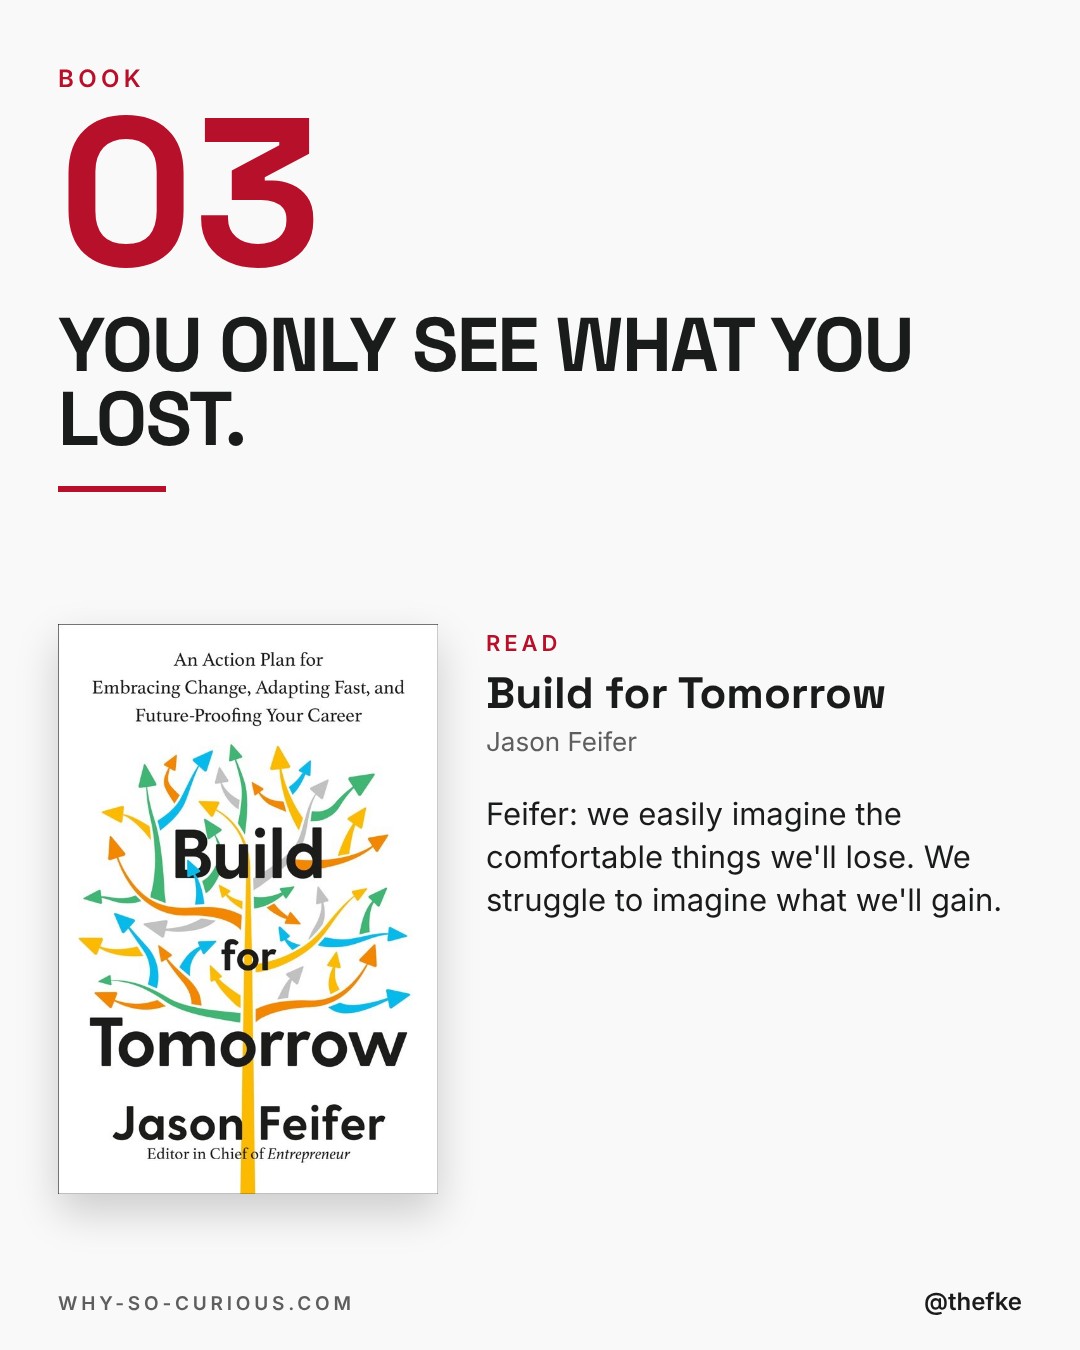 BOOK
03
YOU ONLY SEE WHAT YOU
LOST.
An Action Plan for
Embracing Change, Adapting Fast, and
Future-Proofing Your Career
Build
for
Tomorrow
Jason Feifer
Editor in Chief of Entrepreneur
READ
Build for Tomorrow
Jason Feifer
Feifer: we easily imagine the
comfortable things we'll lose. We
struggle to imagine what we'll gain.
WHY-SO-CURIOUS.COM
@thefke